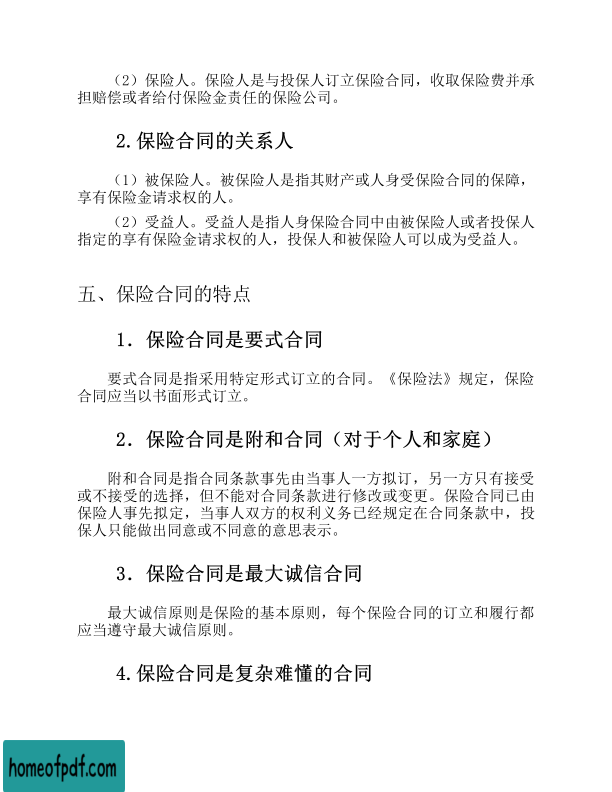 （2）保险人。保险人是与投保人订立保险合同，收取保险费并承
担赔偿或者给付保险金责任的保险公司。
2.保险合同的关系人
（1）被保险人。被保险人是指其财产或人身受保险合同的保障，
享有保险金请求权的人。
（2）受益人。受益人是指人身保险合同中由被保险人或者投保人
指定的享有保险金请求权的人，投保人和被保险人可以成为受益人。
五、保险合同的特点
1．保险合同是要式合同
要式合同是指采用特定形式订立的合同。《保险法》规定，保险
合同应当以书面形式订立。
2．保险合同是附和合同（对于个人和家庭）
附和合同是指合同条款事先由当事人一方拟订，另一方只有接受
或不接受的选择，但不能对合同条款进行修改或变更。保险合同已由
保险人事先拟定，当事人双方的权利义务已经规定在合同条款中，投
保人只能做出同意或不同意的意思表示。
3．保险合同是最大诚信合同
最大诚信原则是保险的基本原则，每个保险合同的订立和履行都
应当遵守最大诚信原则。
4.保险合同是复杂难懂的合同
homeofpdf.com